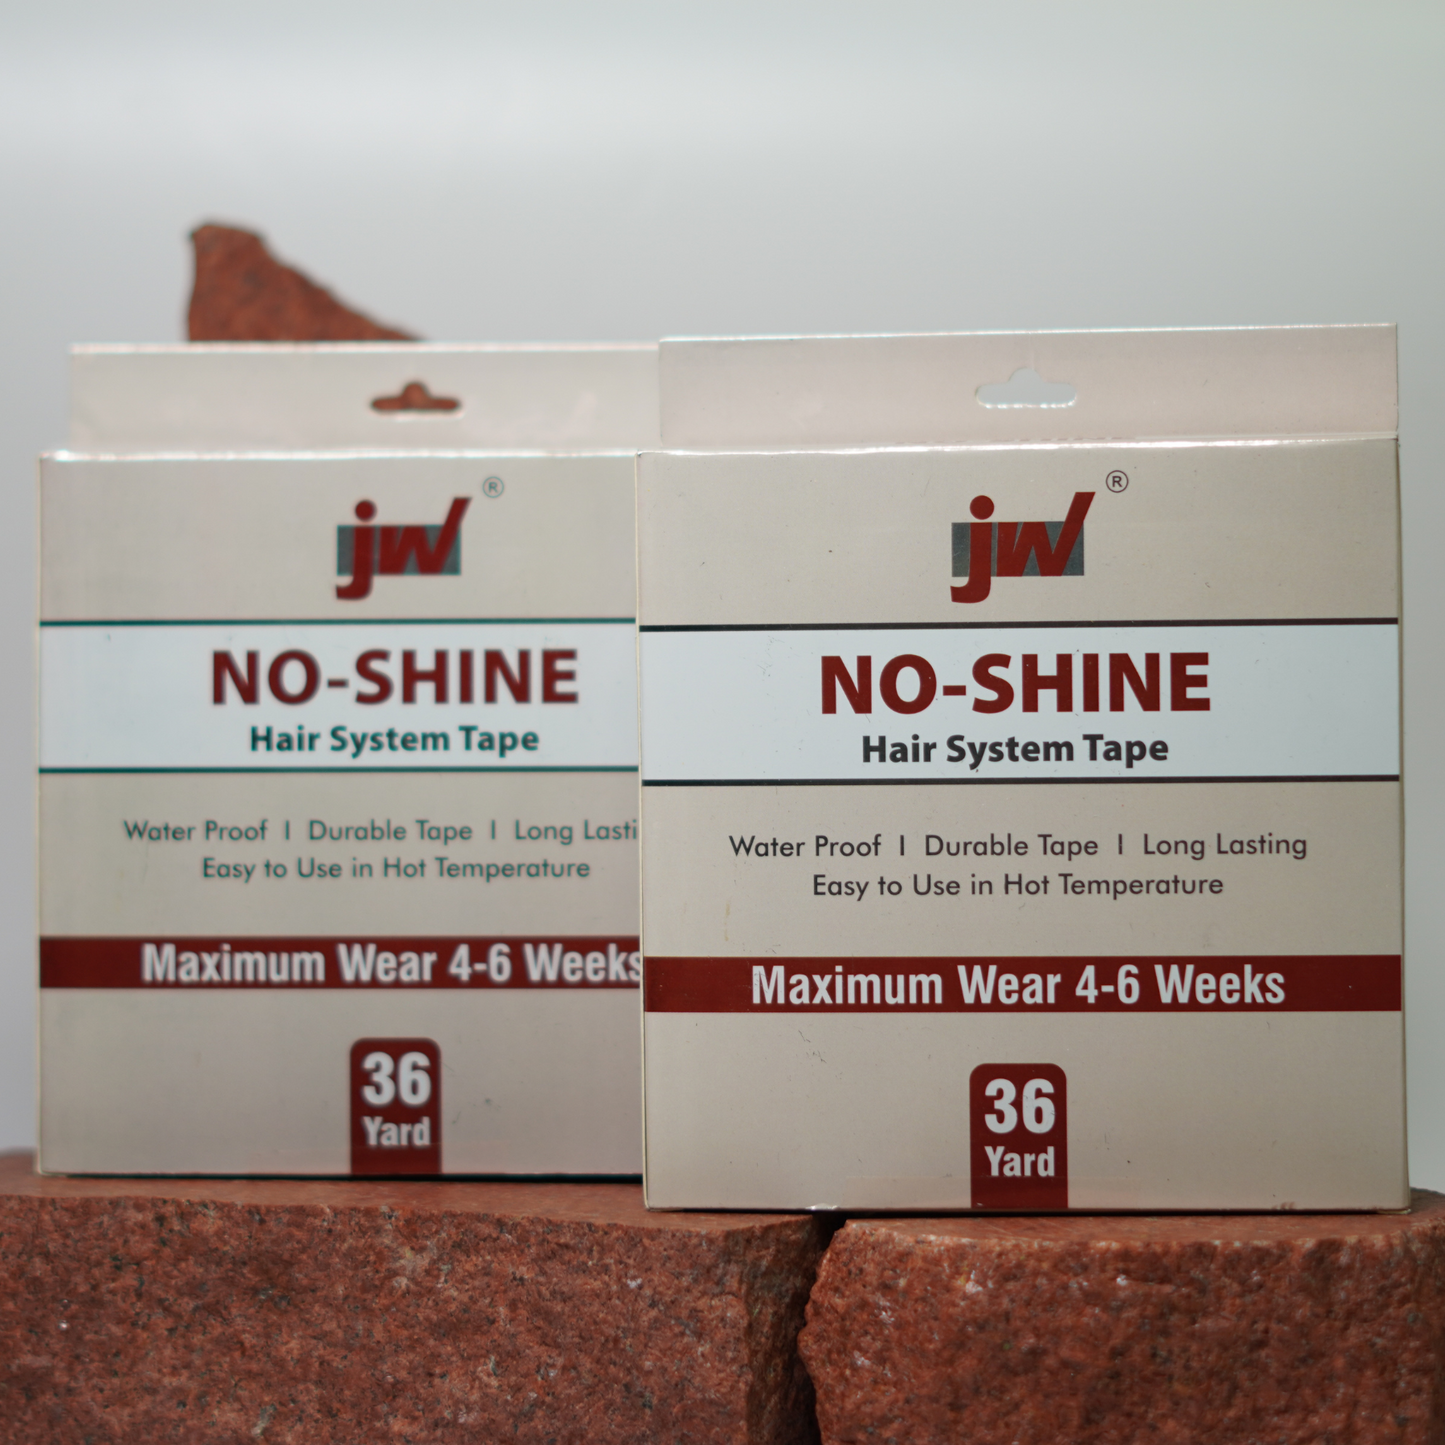 jw ®
NO-SHINE
Hair System Tape
Water Proof I Durable Tape I Long Lasti
Easy to Use in Hot Temperature
Maximum Wear 4-6 Weeks
36
Yard
jw ®
NO-SHINE
Hair System Tape
Water Proof I Durable Tape I Long Lasting
Easy to Use in Hot Temperature
Maximum Wear 4-6 Weeks
36
Yard